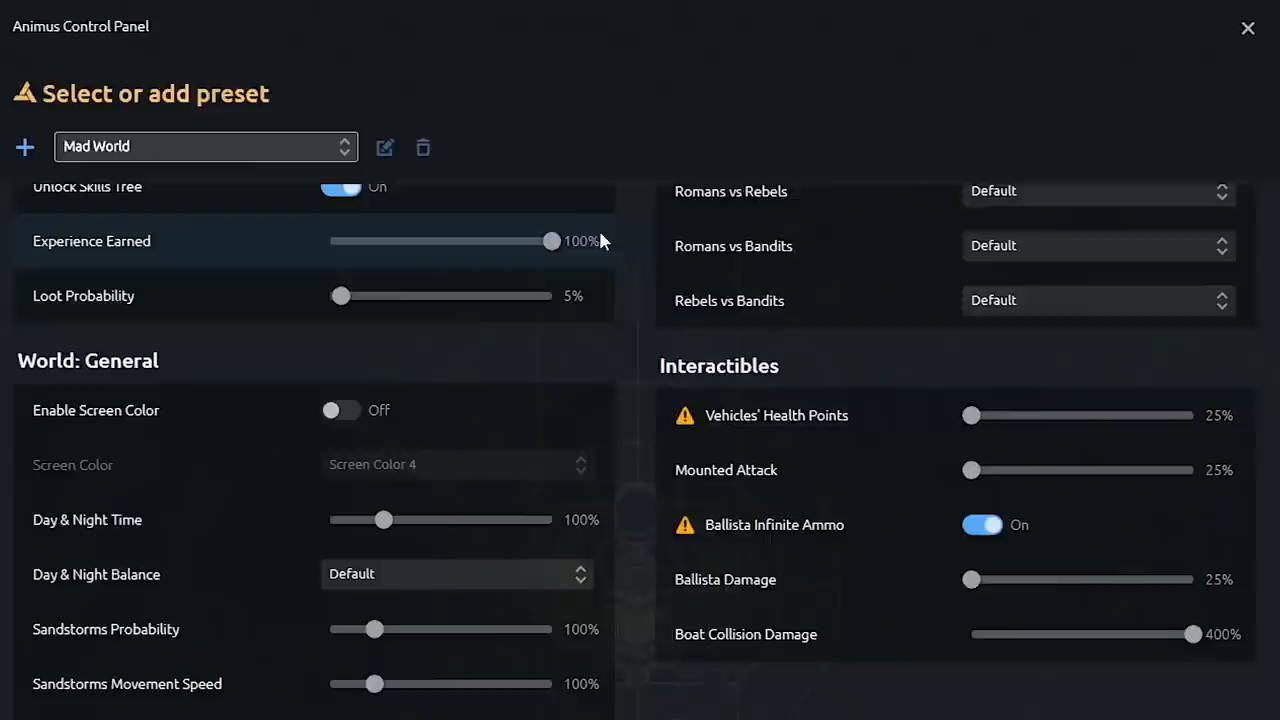 Animus Control Panel
Select or add preset
Mad World
Unlock Skills Tree On
Experience Earned 100%
Loot Probability 5%
World: General
Enable Screen Color Off
Screen Color Screen Color 4
Day & Night Time 100%
Day & Night Balance Default
Sandstorms Probability 100%
Sandstorms Movement Speed 100%
Romans vs Rebels Default
Romans vs Bandits Default
Rebels vs Bandits Default
Interactibles
Vehicles' Health Points 25%
Mounted Attack 25%
Ballista Infinite Ammo On
Ballista Damage 25%
Boat Collision Damage 400%